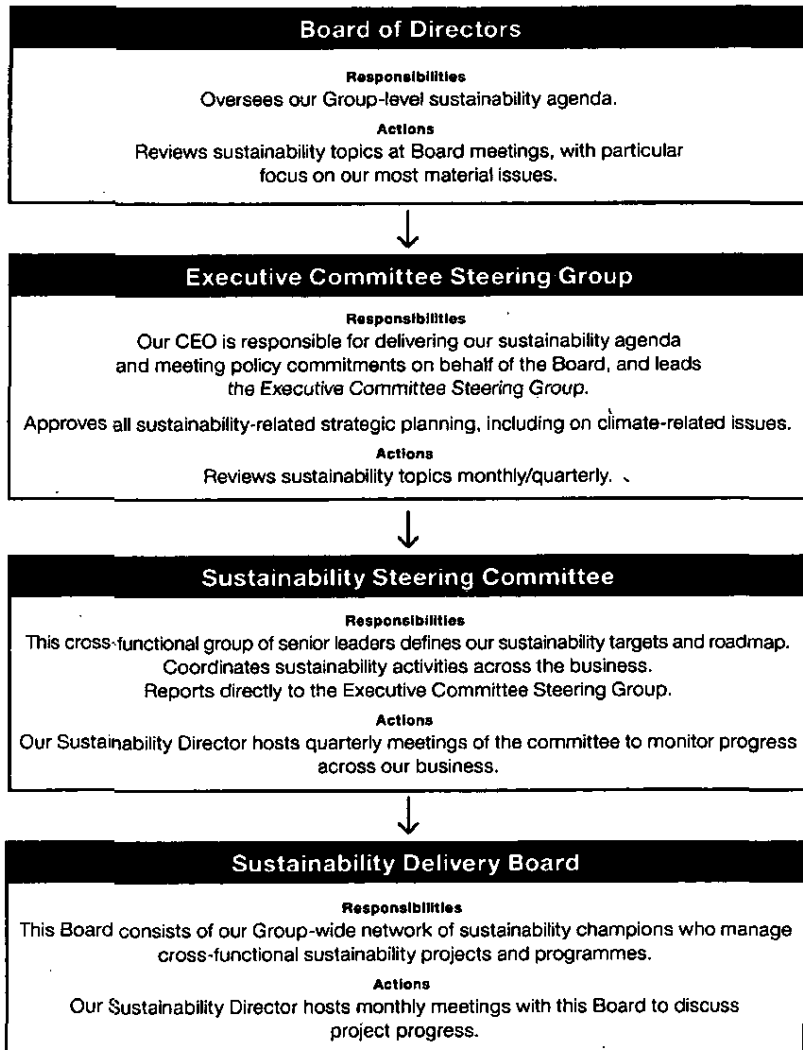 Board of Directors
Responsibilities
Oversees our Group-level sustainability agenda.
Actions
Reviews sustainability topics at Board meetings, with particular
focus on our most material issues.
Executive Committee Steering Group
Responsibilities
Our CEO is responsible for delivering our sustainability agenda
and meeting policy commitments on behalf of the Board, and leads
the Executive Committee Steering Group.
Approves all sustainability-related strategic planning, including on climate-related issues.
Actions
Reviews sustainability topics monthly/quarterly.
Sustainability Steering Committee
Responsibilities
This cross-functional group of senior leaders defines our sustainability targets and roadmap.
Coordinates sustainability activities across the business.
Reports directly to the Executive Committee Steering Group.
Actions
Our Sustainability Director hosts quarterly meetings of the committee to monitor progress
across our business.
Sustainability Delivery Board
Responsibilities
This Board consists of our Group-wide network of sustainability champions who manage
cross-functional sustainability projects and programmes.
Actions
Our Sustainability Director hosts monthly meetings with this Board to discuss
project progress.